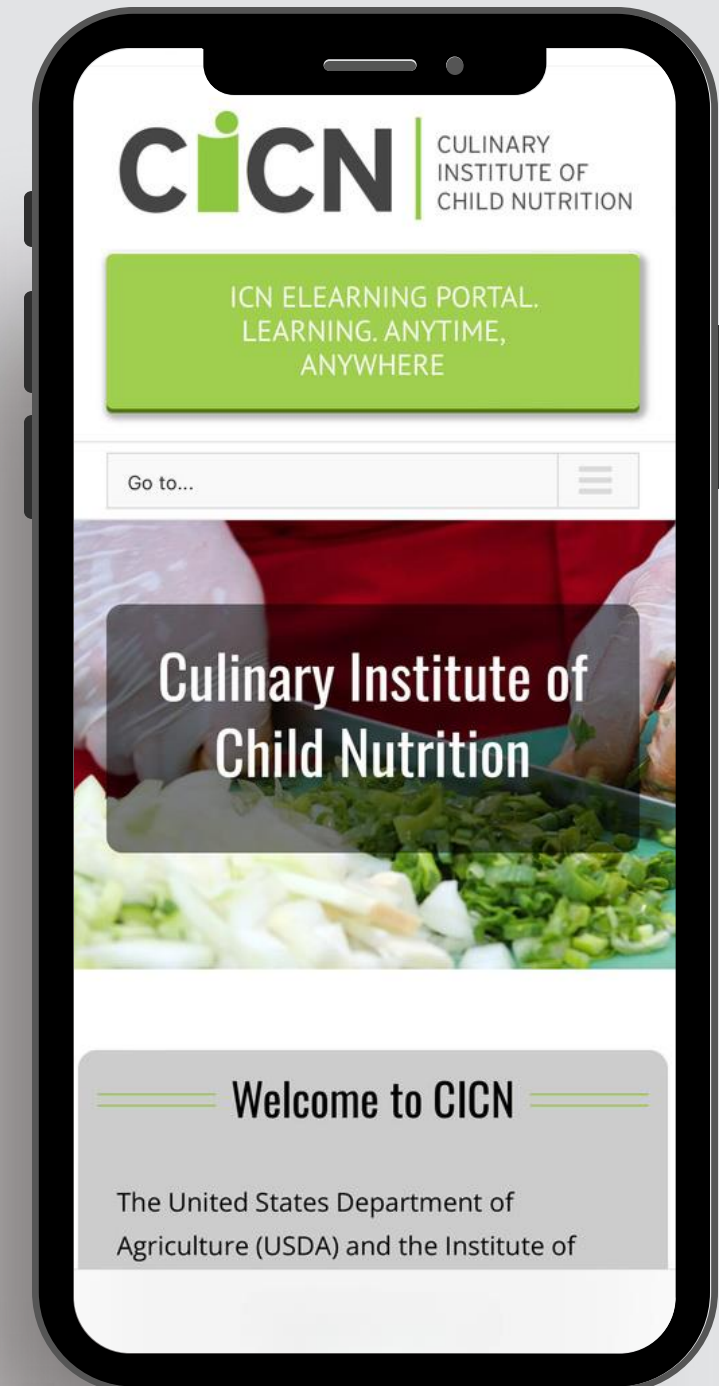 CiCN
CULINARY
INSTITUTE OF
CHILD NUTRITION
ICN ELEARNING PORTAL.
LEARNING. ANYTIME,
ANYWHERE
Go to...
Culinary Institute of
Child Nutrition
Welcome to CICN
The United States Department of
Agriculture (USDA) and the Institute of